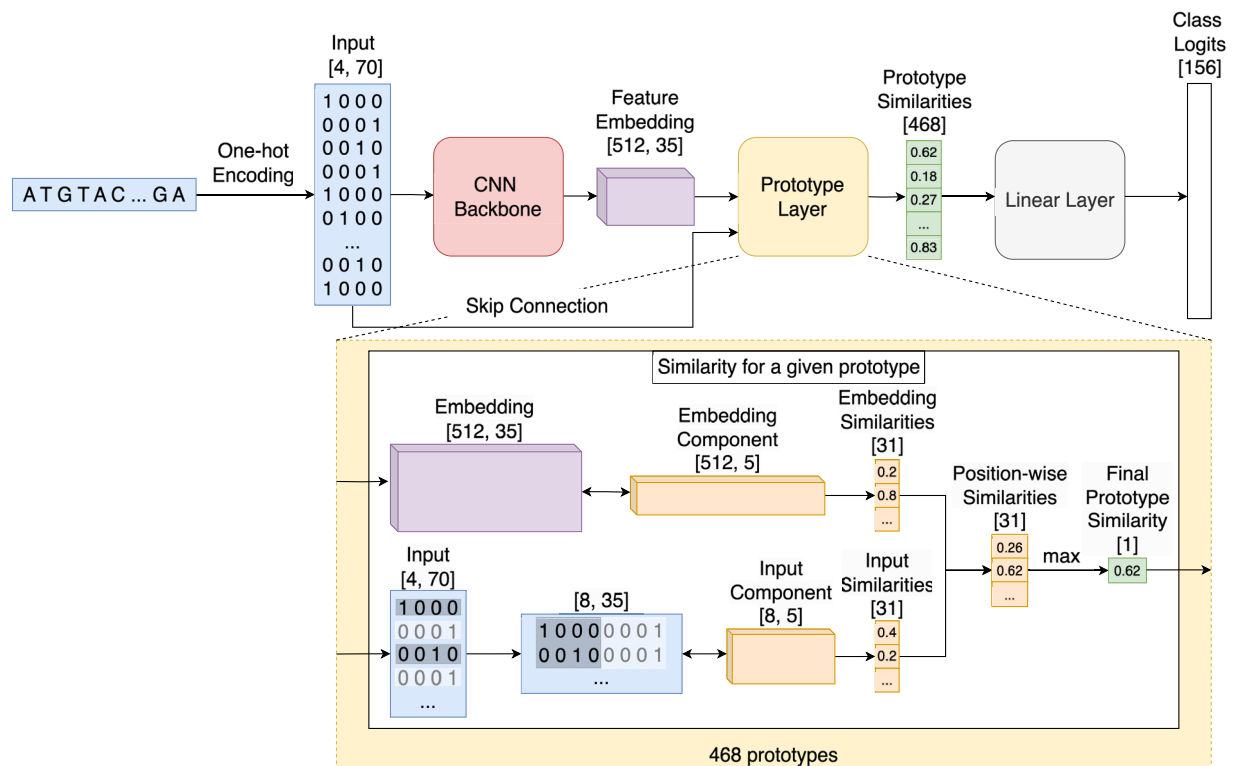 A T G T A C ... G A
One-hot
Encoding
Input
[4, 70]
1 0 0 0
0 0 0 1
0 0 1 0
0 0 0 1
1 0 0 0
0 1 0 0
...
0 0 1 0
1 0 0 0
CNN
Backbone
Feature
Embedding
[512, 35]
Skip Connection
Prototype
Layer
Prototype
Similarities
[468]
0.62
0.18
0.27
...
0.83
Linear Layer
Class
Logits
[156]
Similarity for a given prototype
Embedding
[512, 35]
Embedding
Component
[512, 5]
Embedding
Similarities
[31]
0.2
0.8
...
Input
[4, 70]
1 0 0 0
0 0 0 1
0 0 1 0
0 0 0 1
...
[8, 35]
1 0 0 0 0 0 0 1
0 0 1 0 0 0 0 1
...
Input
Component
[8, 5]
Input
Similarities
[31]
0.4
0.2
...
Position-wise
Similarities
[31]
0.26
0.62
...
max
Final
Prototype
Similarity
[1]
0.62
468 prototypes